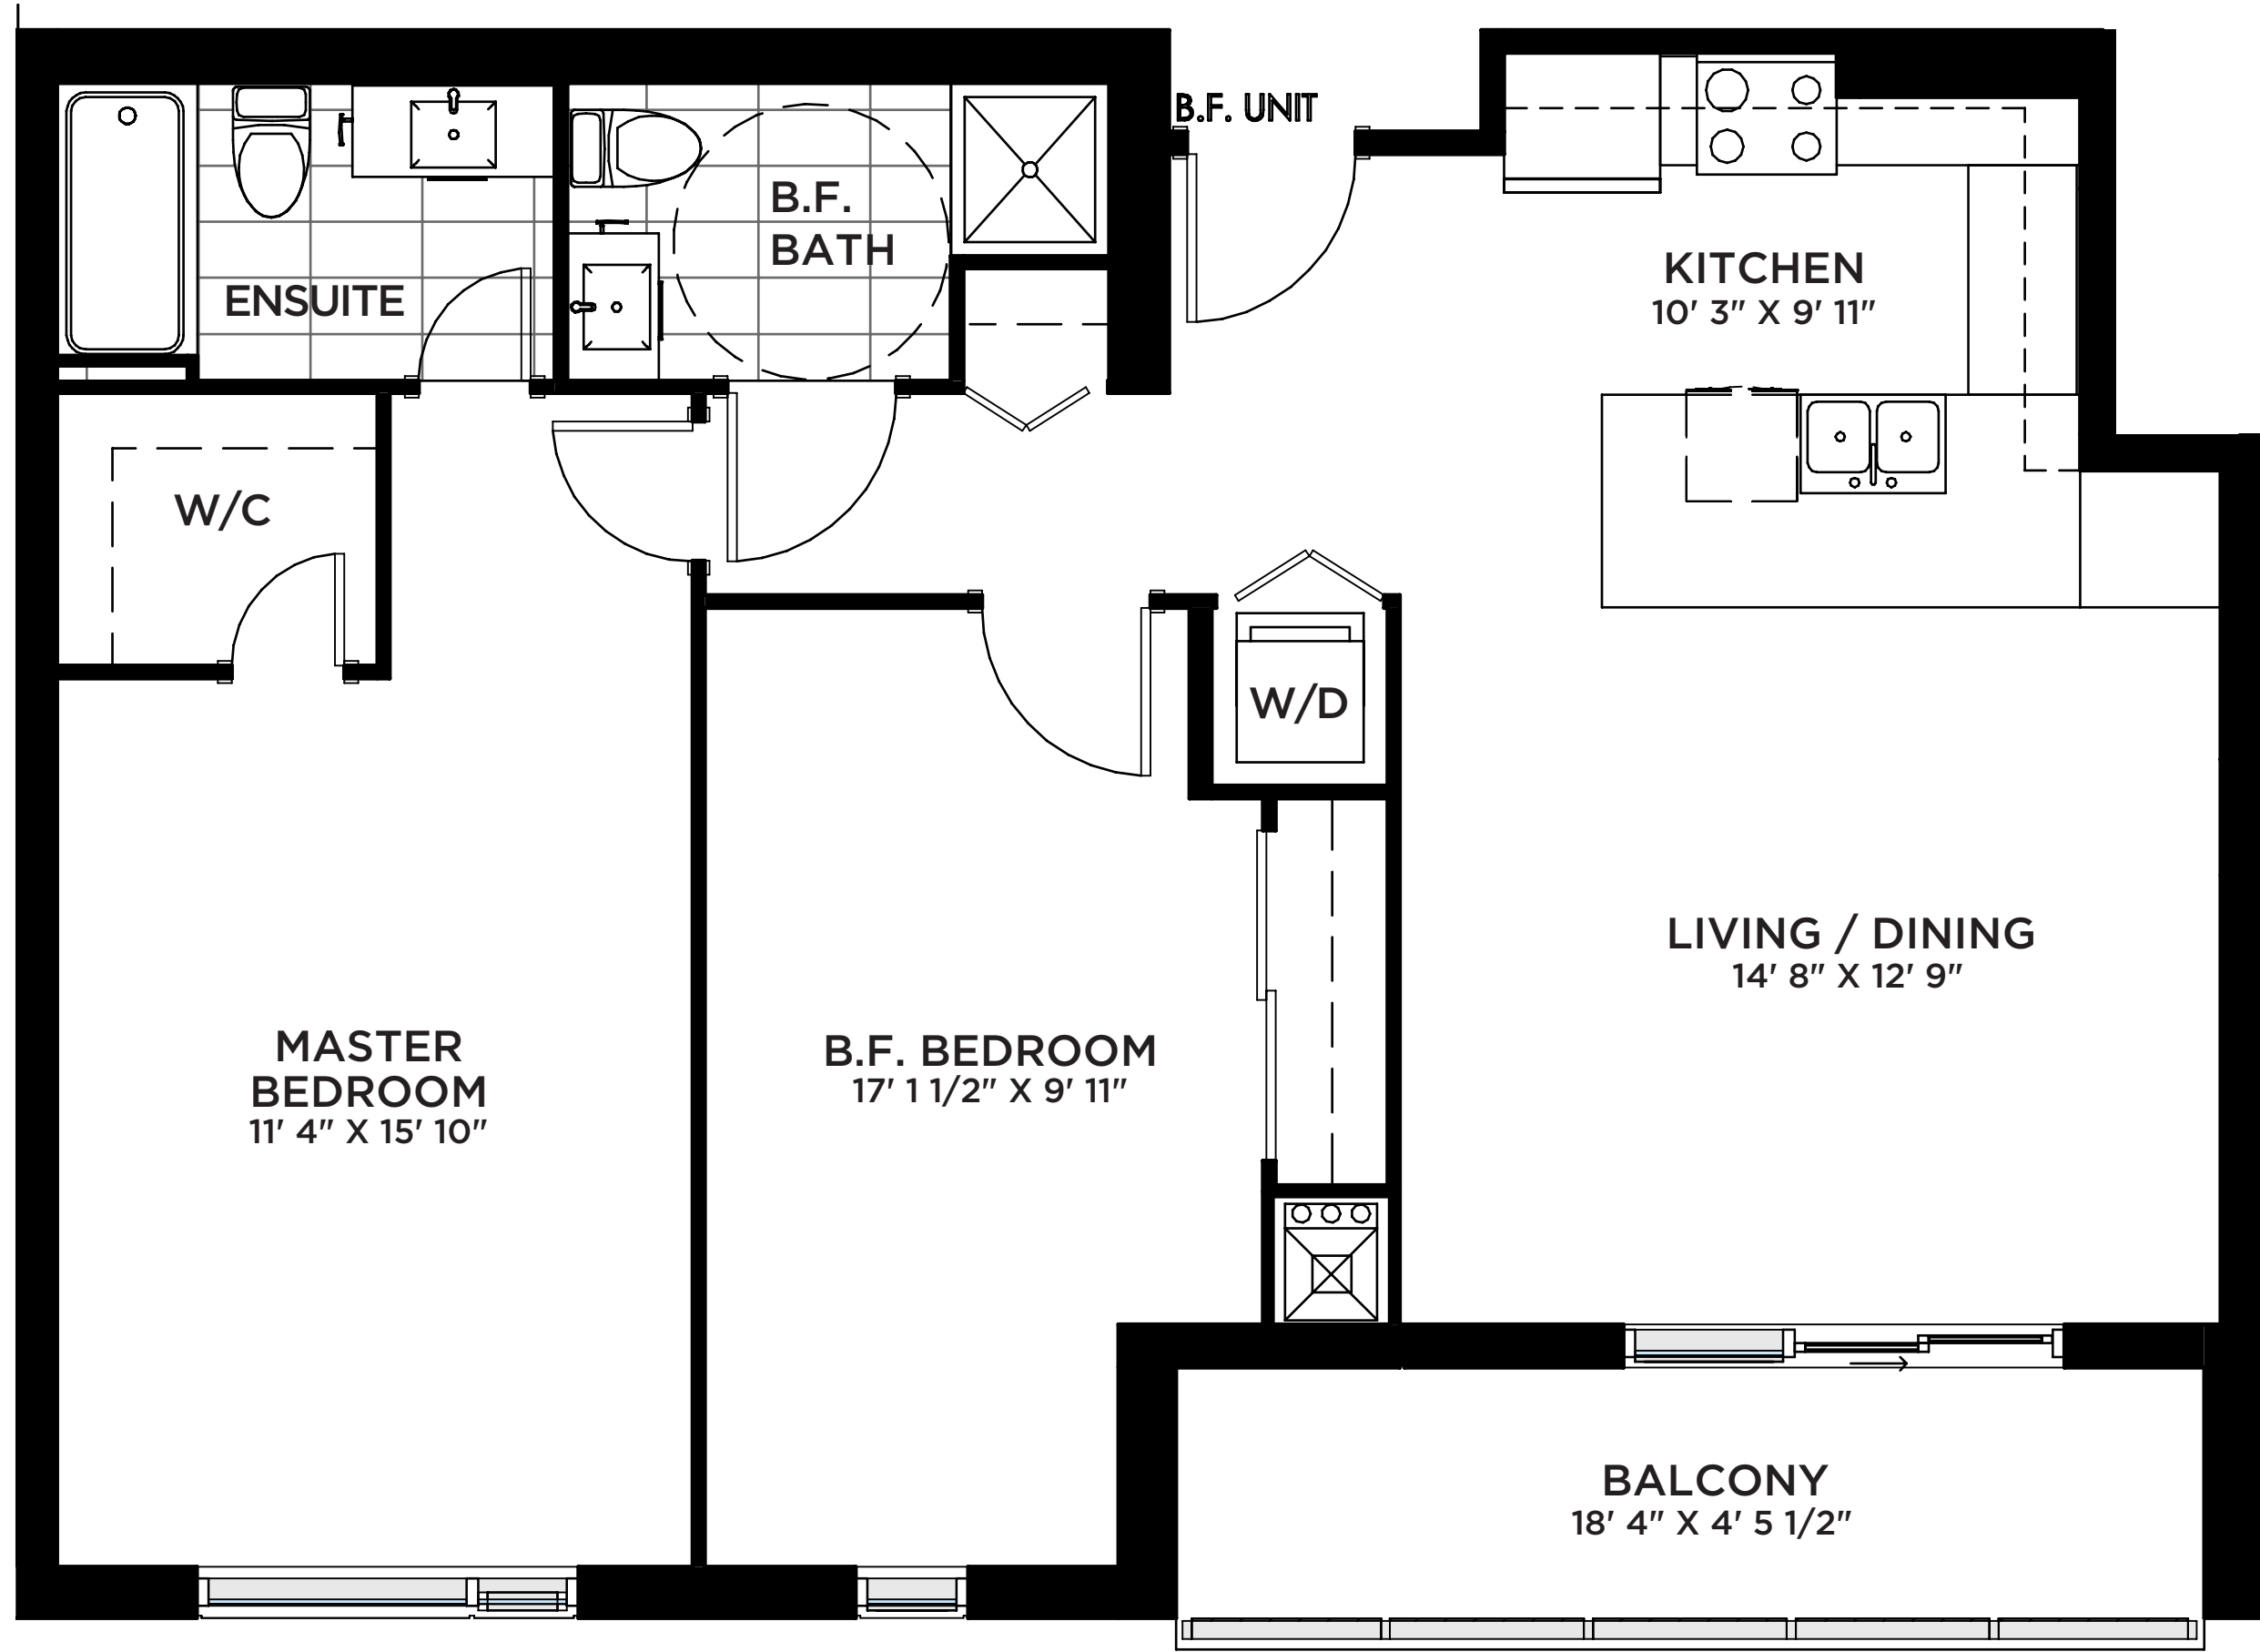 B.F. UNIT
B.F.
BATH
ENSUITE
KITCHEN
10' 3" X 9' 11"
W/C
W/D
LIVING / DINING
14' 8" X 12' 9"
MASTER
BEDROOM
11' 4" X 15' 10"
B.F. BEDROOM
17' 1 1/2" X 9' 11"
BALCONY
18' 4" X 4' 5 1/2"